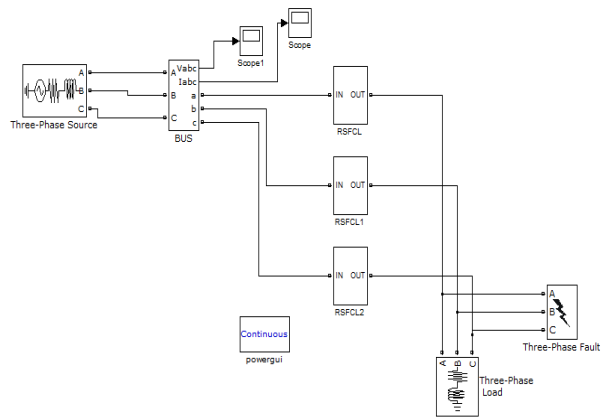 Scope1
Scope
Three-Phase Source
A
B
C
A
B
C
Vabc
Iabc
a
b
c
BUS
IN OUT
RSFCL
IN OUT
RSFCL1
IN OUT
RSFCL2
Continuous
powergui
A
B
C
Three-Phase Fault
A B C
Three-Phase
Load